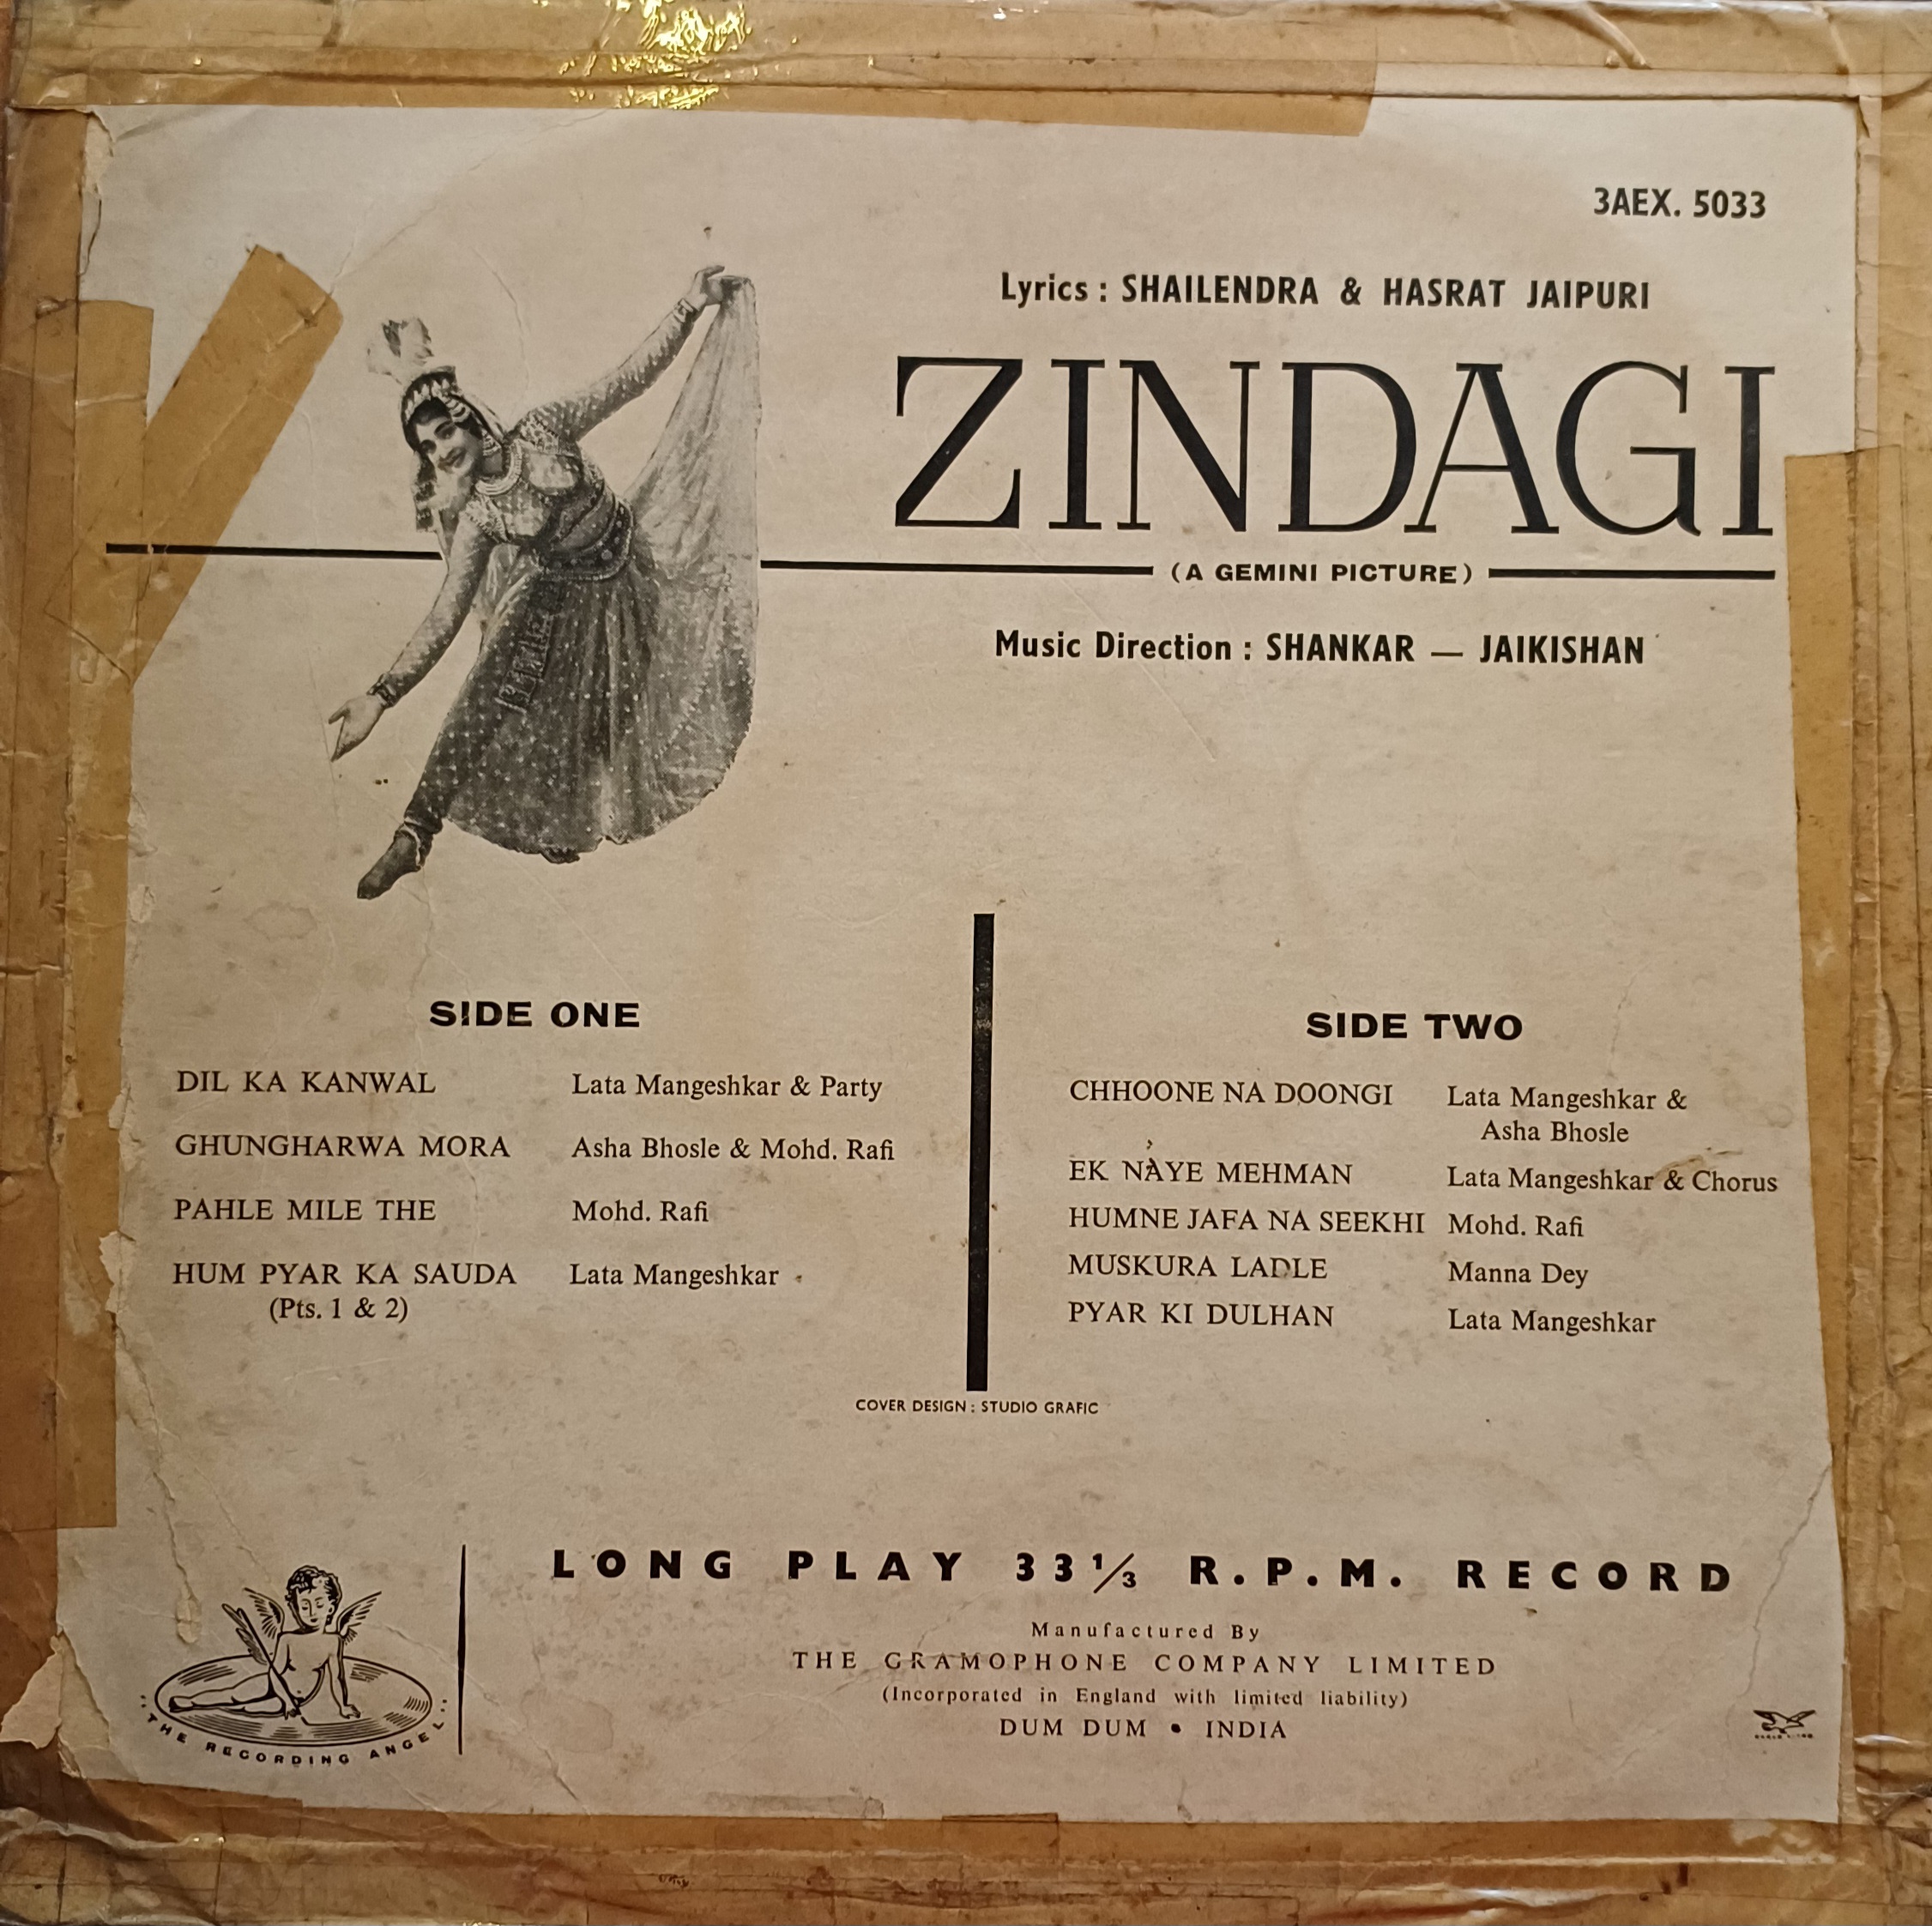 3AEX. 5033
Lyrics : SHAILENDRA & HASRAT JAIPURI
ZINDAGI
(A GEMINI PICTURE)
Music Direction : SHANKAR — JAIKISHAN
SIDE ONE
DIL KA KANWAL Lata Mangeshkar & Party
GHUNGHARWA MORA Asha Bhosle & Mohd. Rafi
PAHLE MILE THE Mohd. Rafi
HUM PYAR KA SAUDA Lata Mangeshkar
(Pts. 1 & 2)
SIDE TWO
CHHOONE NA DOONGI Lata Mangeshkar &
Asha Bhosle
EK NAYE MEHMAN Lata Mangeshkar & Chorus
HUMNE JAFA NA SEEKHI Mohd. Rafi
MUSKURA LADLE Manna Dey
PYAR KI DULHAN Lata Mangeshkar
COVER DESIGN : STUDIO GRAFIC
LONG PLAY 33⅓ R.P.M. RECORD
Manufactured By
THE GRAMOPHONE COMPANY LIMITED
(Incorporated in England with limited liability)
DUM DUM • INDIA
"THE RECORDING ANGEL"